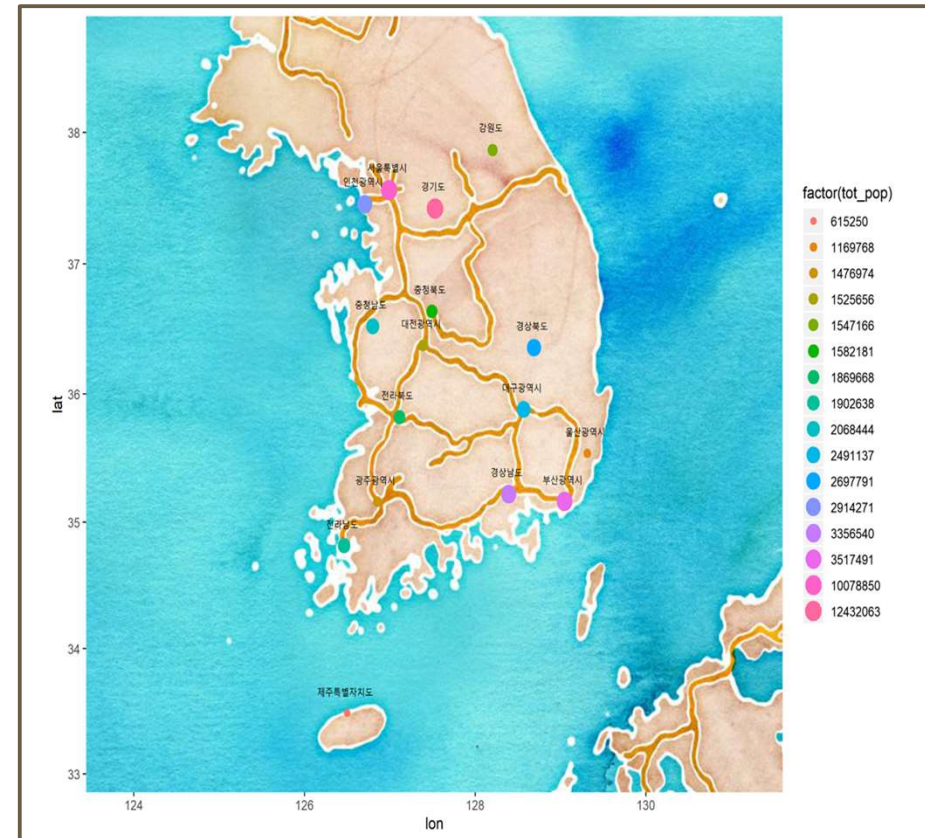 강원도
서울특별시
인천광역시
경기도
충청북도
충청남도
대전광역시
경상북도
전라북도
대구광역시
울산광역시
광주광역시
경상남도
부산광역시
전라남도
제주특별자치도
38
37
36
35
34
33
lat
124
126
128
130
lon
factor(tot_pop)
615250
1169768
1476974
1525656
1547166
1582181
1869668
1902638
2068444
2491137
2697791
2914271
3356540
3517491
10078850
12432063